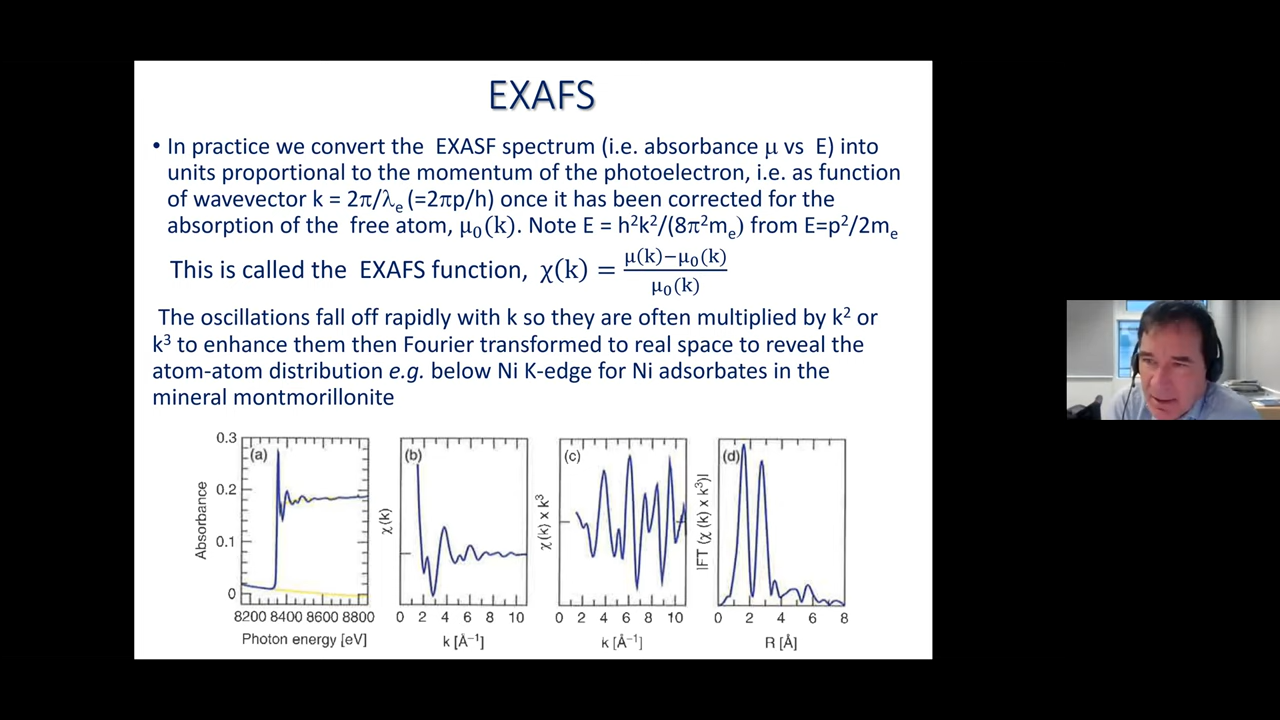 EXAFS
• In practice we convert the EXASF spectrum (i.e. absorbance μ vs E) into
units proportional to the momentum of the photoelectron, i.e. as function
of wavevector k = 2π/λₑ (=2πp/h) once it has been corrected for the
absorption of the free atom, μ₀(k). Note E = h²k²/(8π²mₑ) from E=p²/2mₑ
This is called the EXAFS function, χ(k) = (μ(k)−μ₀(k))/μ₀(k)
The oscillations fall off rapidly with k so they are often multiplied by k² or
k³ to enhance them then Fourier transformed to real space to reveal the
atom-atom distribution e.g. below Ni K-edge for Ni adsorbates in the
mineral montmorillonite
(a)
Absorbance
0.3
0.2
0.1
0
8200 8400 8600 8800
Photon energy [eV]
(b)
χ(k)
0 2 4 6 8 10
k [Å⁻¹]
(c)
χ(k) x k³
0 2 4 6 8 10
k [Å⁻¹]
(d)
|FT (χ (k) x k³)|
0 2 4 6 8
R [Å]